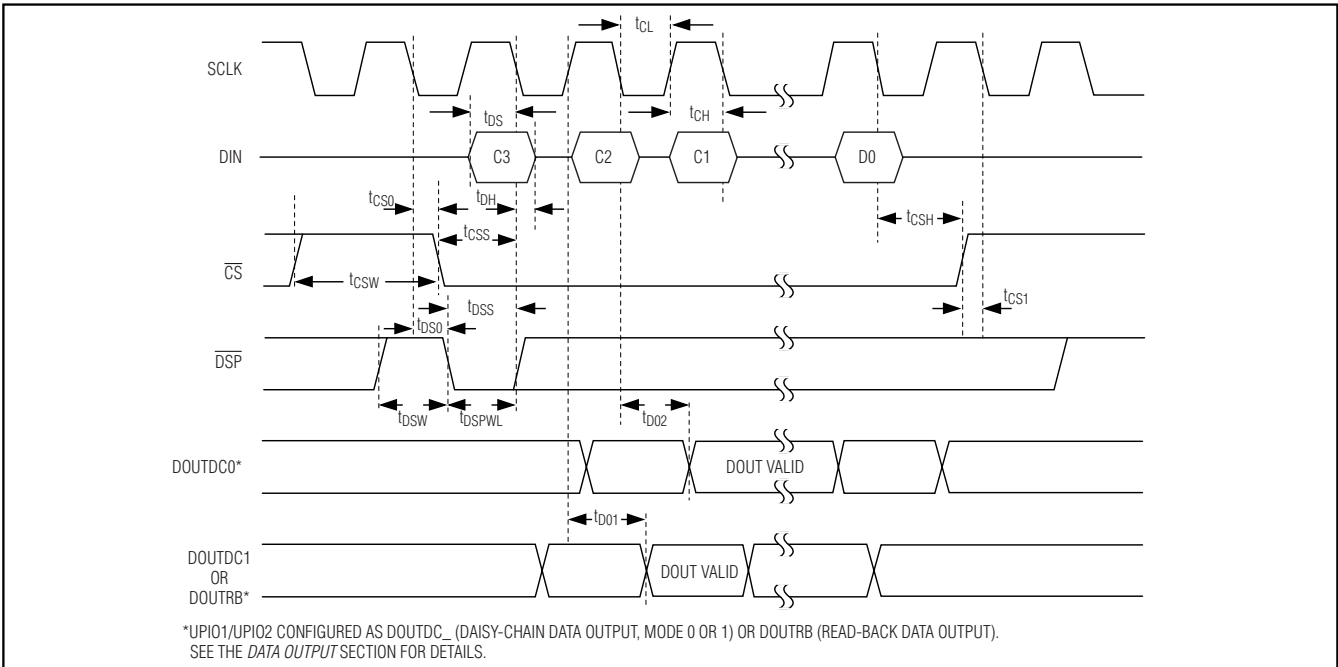 tCL
SCLK
tDS
tCH
DIN
C3
C2
C1
D0
tCS0
tDH
tCSH
tCSS
CS
tCSW
tCS1
tDSS
tDS0
DSP
tDSW
tDSPWL
tD02
DOUTDC0*
DOUT VALID
tD01
DOUTDC1
OR
DOUTRB*
DOUT VALID
*UPIO1/UPIO2 CONFIGURED AS DOUTDC_ (DAISY-CHAIN DATA OUTPUT, MODE 0 OR 1) OR DOUTRB (READ-BACK DATA OUTPUT).
SEE THE DATA OUTPUT SECTION FOR DETAILS.